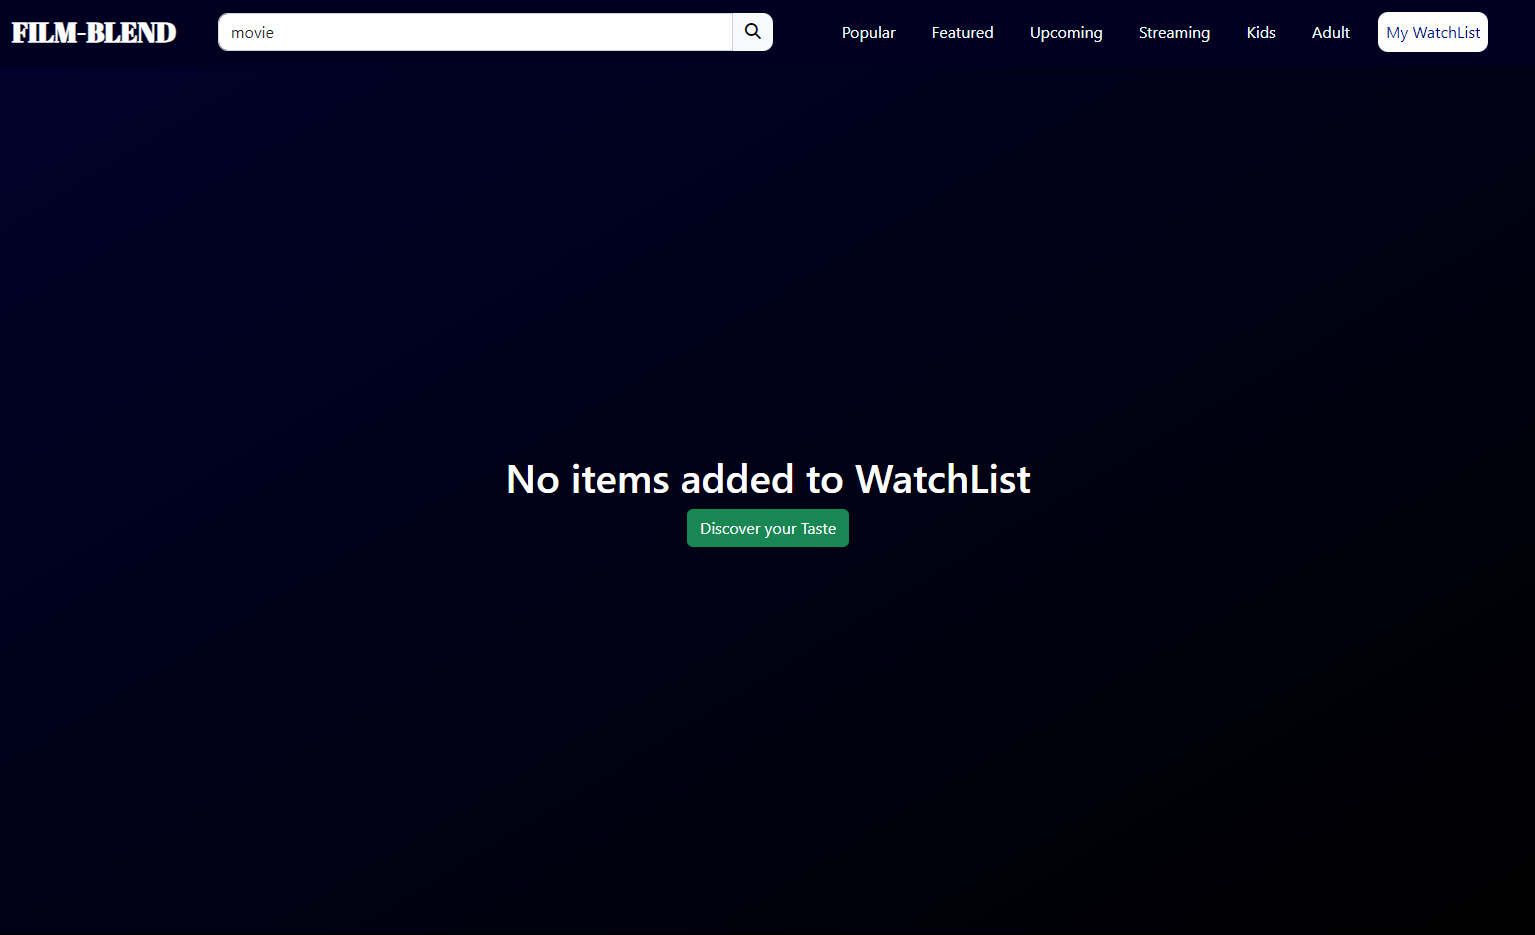 FILM-BLEND
movie
Popular
Featured
Upcoming
Streaming
Kids
Adult
My WatchList
No items added to WatchList
Discover your Taste